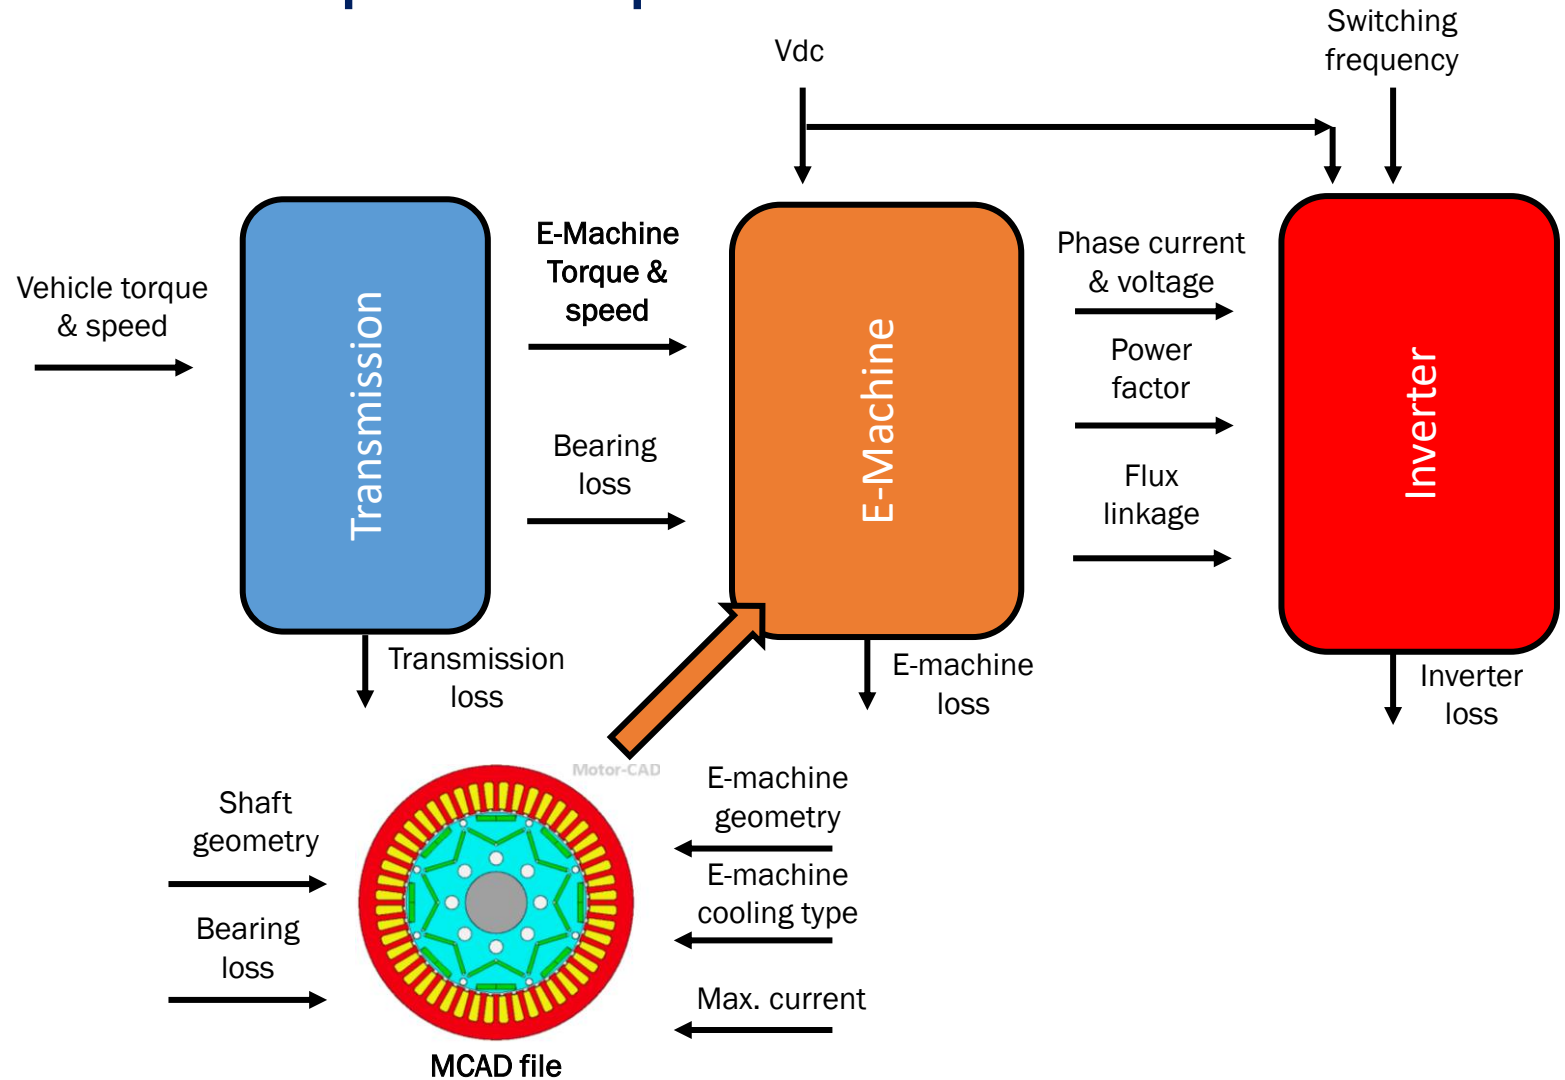 Switching
frequency
Vdc
Vehicle torque
& speed
Transmission
E-Machine
Torque &
speed
Bearing
loss
E-Machine
Phase current
& voltage
Power
factor
Flux
linkage
Inverter
Transmission
loss
E-machine
loss
Inverter
loss
Motor-CAD
Shaft
geometry
Bearing
loss
E-machine
geometry
E-machine
cooling type
Max. current
MCAD file